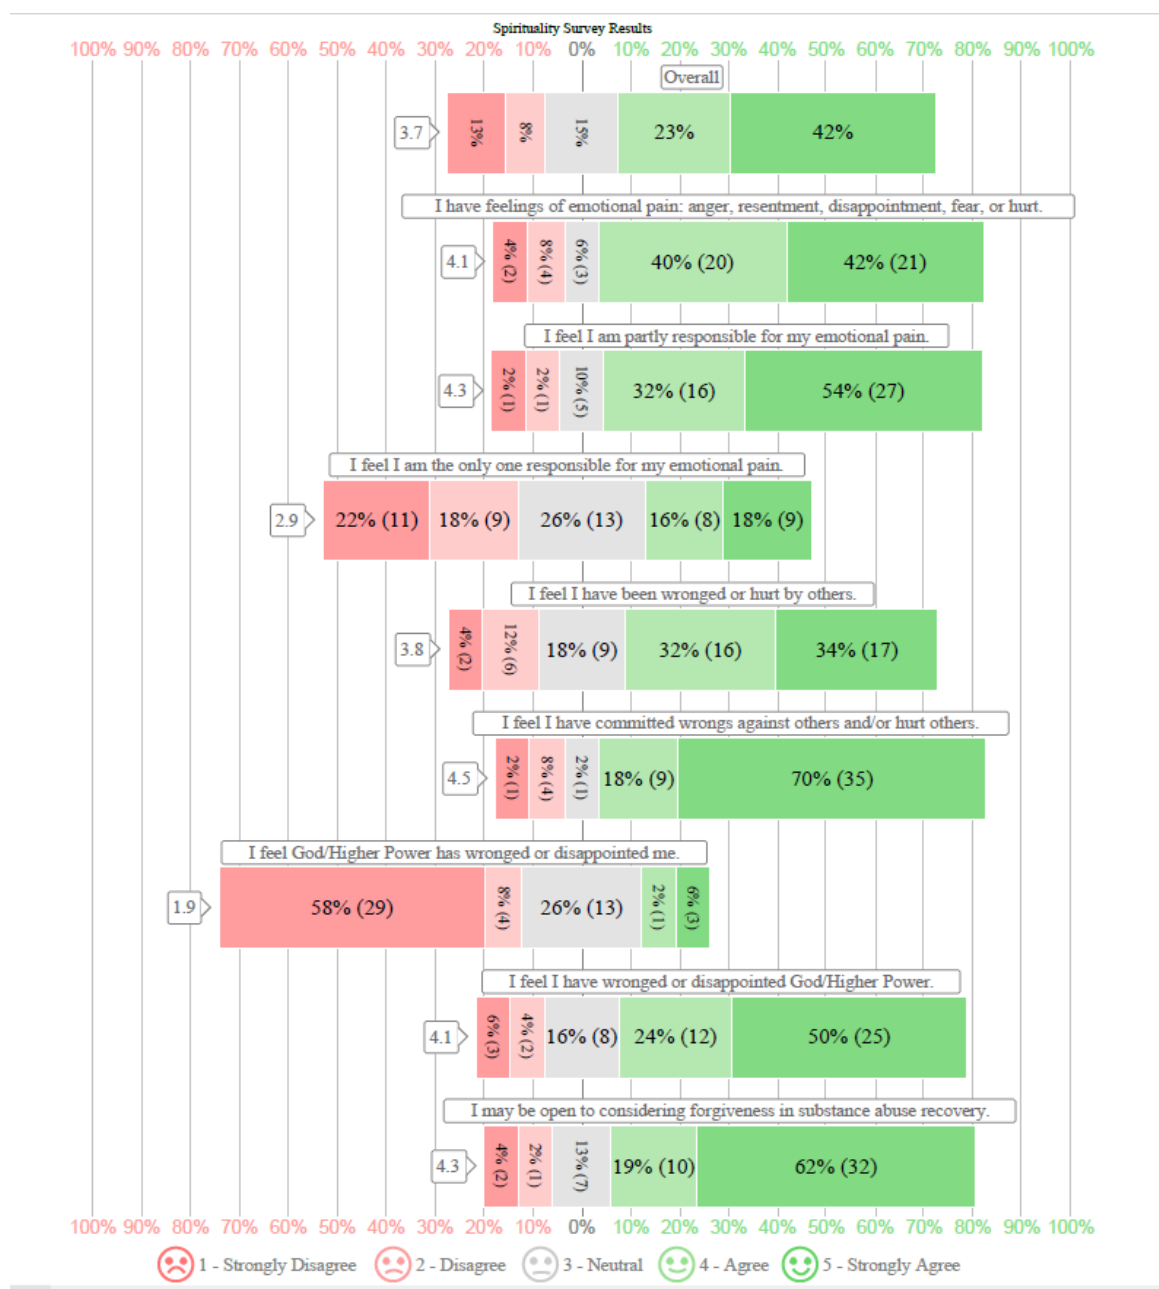 Spirituality Survey Results
100% 90% 80% 70% 60% 50% 40% 30% 20% 10% 0% 10% 20% 30% 40% 50% 60% 70% 80% 90% 100%
Overall
3.7 13% 8% 15% 23% 42%
I have feelings of emotional pain: anger, resentment, disappointment, fear, or hurt.
4.1 4% (2) 8% (4) 6% (3) 40% (20) 42% (21)
I feel I am partly responsible for my emotional pain.
4.3 2% (1) 2% (1) 10% (5) 32% (16) 54% (27)
I feel I am the only one responsible for my emotional pain.
2.9 22% (11) 18% (9) 26% (13) 16% (8) 18% (9)
I feel I have been wronged or hurt by others.
3.8 4% (2) 12% (6) 18% (9) 32% (16) 34% (17)
I feel I have committed wrongs against others and/or hurt others.
4.5 2% (1) 8% (4) 2% (1) 18% (9) 70% (35)
I feel God/Higher Power has wronged or disappointed me.
1.9 58% (29) 8% (4) 26% (13) 2% (1) 6% (3)
I feel I have wronged or disappointed God/Higher Power.
4.1 6% (3) 4% (2) 16% (8) 24% (12) 50% (25)
I may be open to considering forgiveness in substance abuse recovery.
4.3 4% (2) 2% (1) 13% (7) 19% (10) 62% (32)
100% 90% 80% 70% 60% 50% 40% 30% 20% 10% 0% 10% 20% 30% 40% 50% 60% 70% 80% 90% 100%
1 - Strongly Disagree 2 - Disagree 3 - Neutral 4 - Agree 5 - Strongly Agree